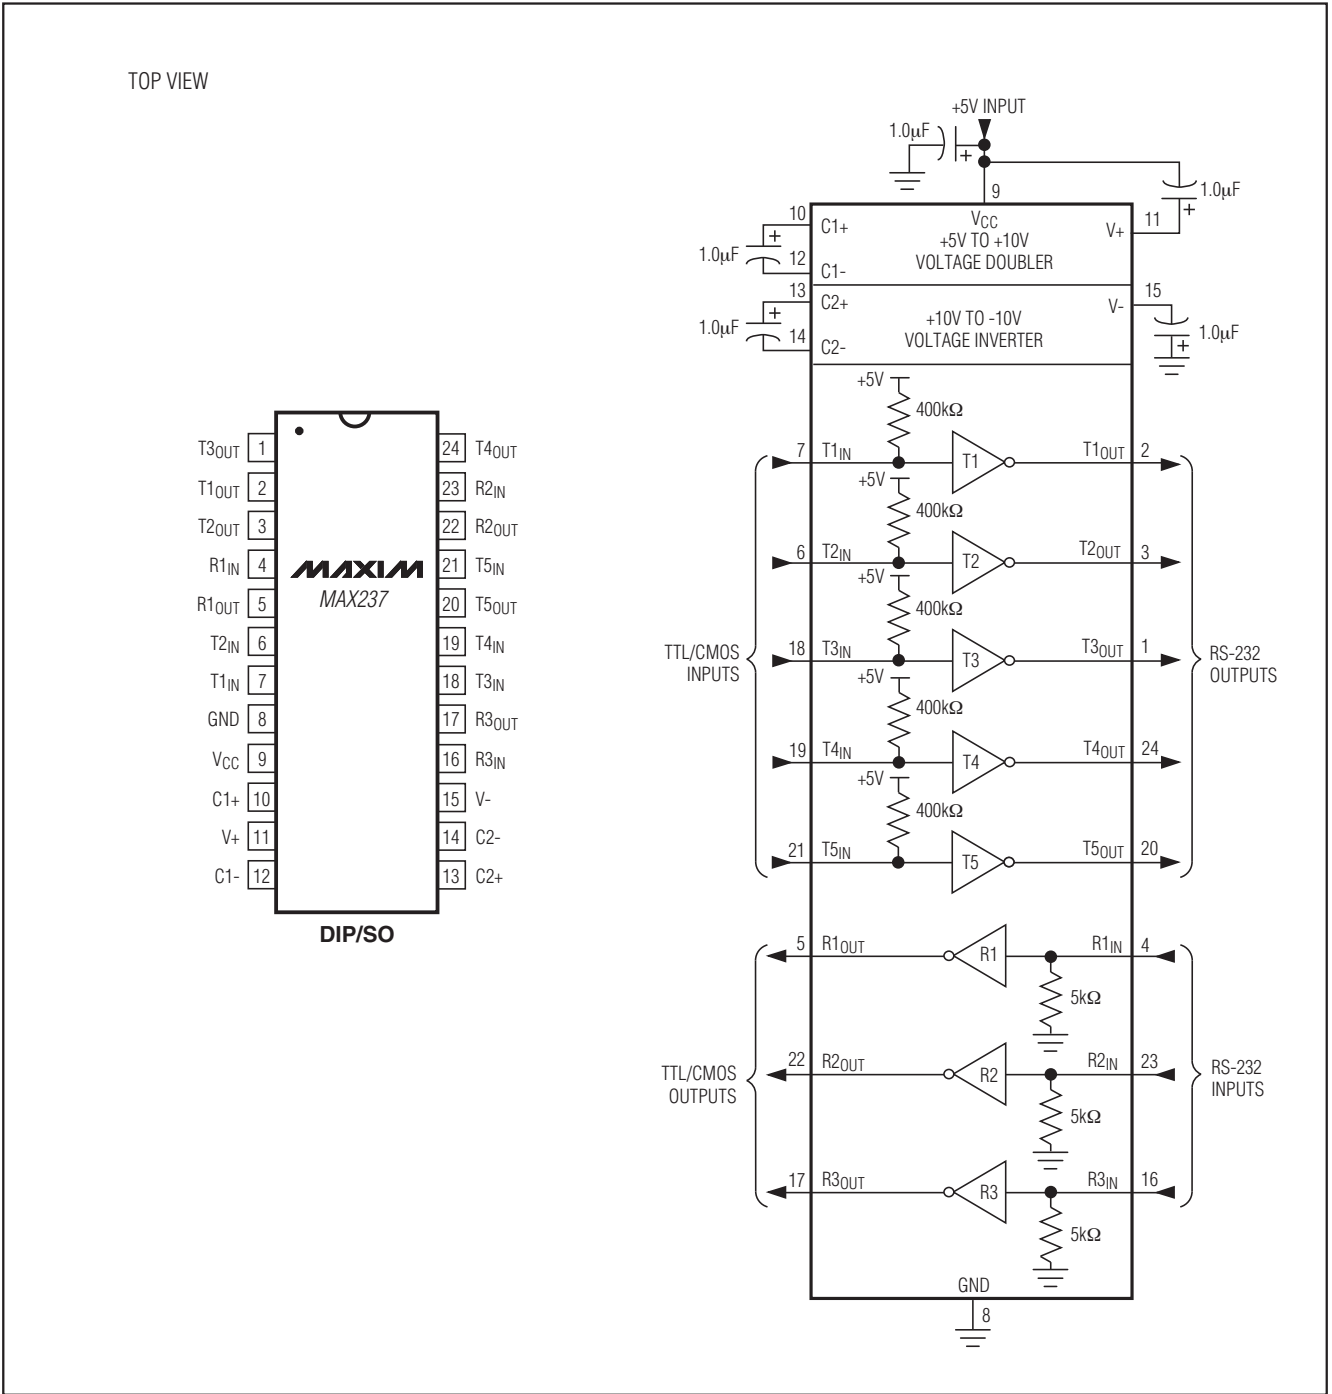 TOP VIEW
T3OUT 1
T1OUT 2
T2OUT 3
R1IN 4
R1OUT 5
T2IN 6
T1IN 7
GND 8
VCC 9
C1+ 10
V+ 11
C1- 12
24 T4OUT
23 R2IN
22 R2OUT
21 T5IN
20 T5OUT
19 T4IN
18 T3IN
17 R3OUT
16 R3IN
15 V-
14 C2-
13 C2+
MAXIM
MAX237
DIP/SO
+5V INPUT
1.0µF
+
9
1.0µF
+
10 C1+
1.0µF
+
12 C1-
VCC
+5V TO +10V
VOLTAGE DOUBLER
V+ 11
13 C2+
1.0µF
+
14 C2-
+10V TO -10V
VOLTAGE INVERTER
V- 15
1.0µF
+
+5V
400kΩ
7 T1IN T1 T1OUT 2
+5V
400kΩ
6 T2IN T2 T2OUT 3
+5V
400kΩ
18 T3IN T3 T3OUT 1
+5V
400kΩ
19 T4IN T4 T4OUT 24
+5V
400kΩ
21 T5IN T5 T5OUT 20
TTL/CMOS
INPUTS
RS-232
OUTPUTS
5 R1OUT R1 R1IN 4
5kΩ
22 R2OUT R2 R2IN 23
5kΩ
17 R3OUT R3 R3IN 16
5kΩ
TTL/CMOS
OUTPUTS
RS-232
INPUTS
GND
8